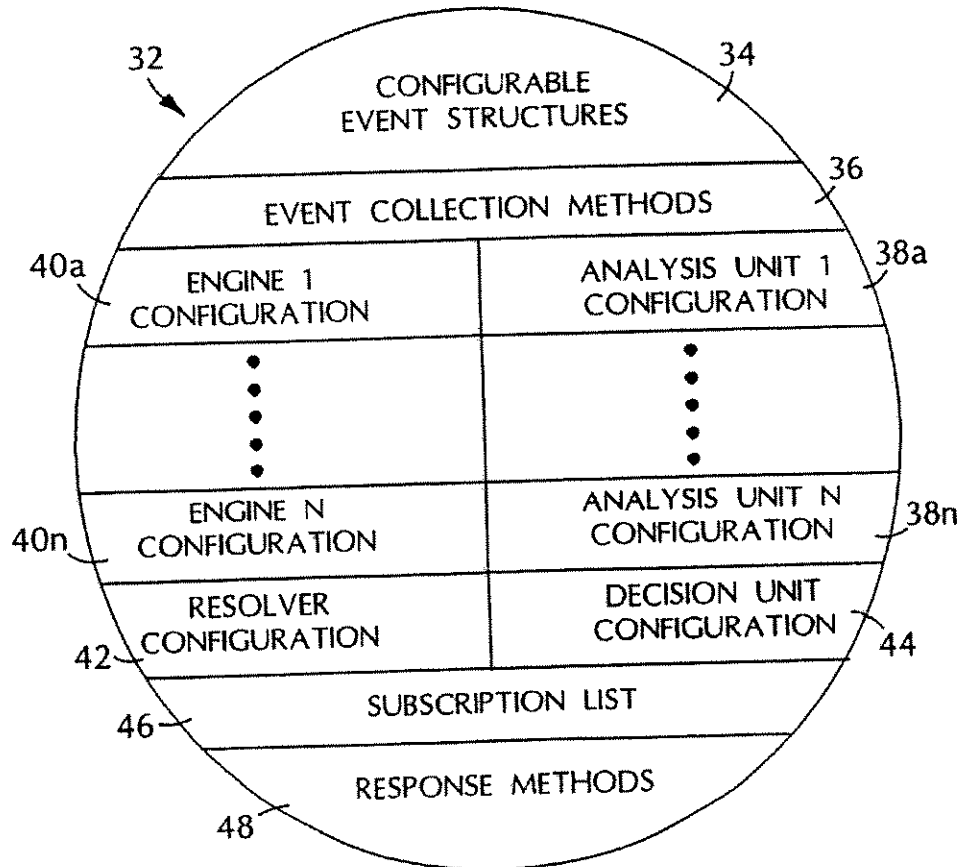 32
34
CONFIGURABLE
EVENT STRUCTURES
36
EVENT COLLECTION METHODS
40a
ENGINE 1
CONFIGURATION
ANALYSIS UNIT 1
CONFIGURATION
38a
40n
ENGINE N
CONFIGURATION
ANALYSIS UNIT N
CONFIGURATION
38n
42
RESOLVER
CONFIGURATION
DECISION UNIT
CONFIGURATION
44
46
SUBSCRIPTION LIST
RESPONSE METHODS
48